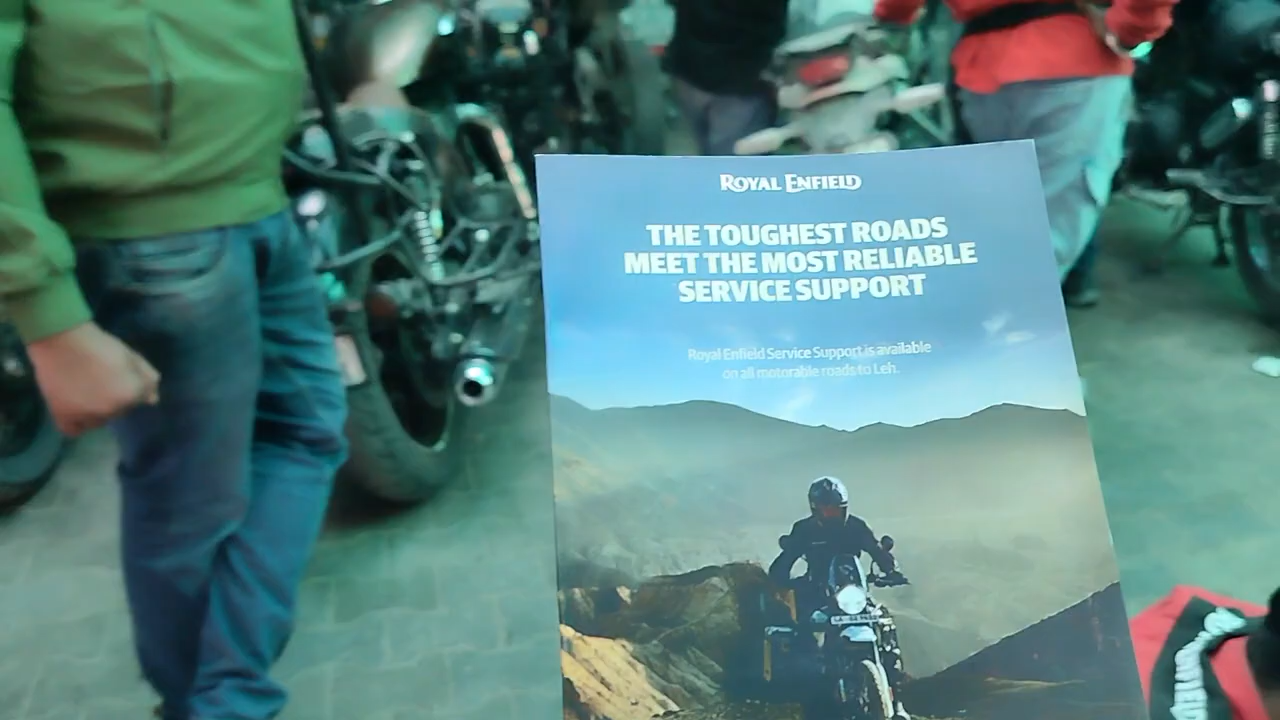 ROYAL ENFIELD
THE TOUGHEST ROADS
MEET THE MOST RELIABLE
SERVICE SUPPORT
Royal Enfield Service Support is available
on all motorable roads to Leh.